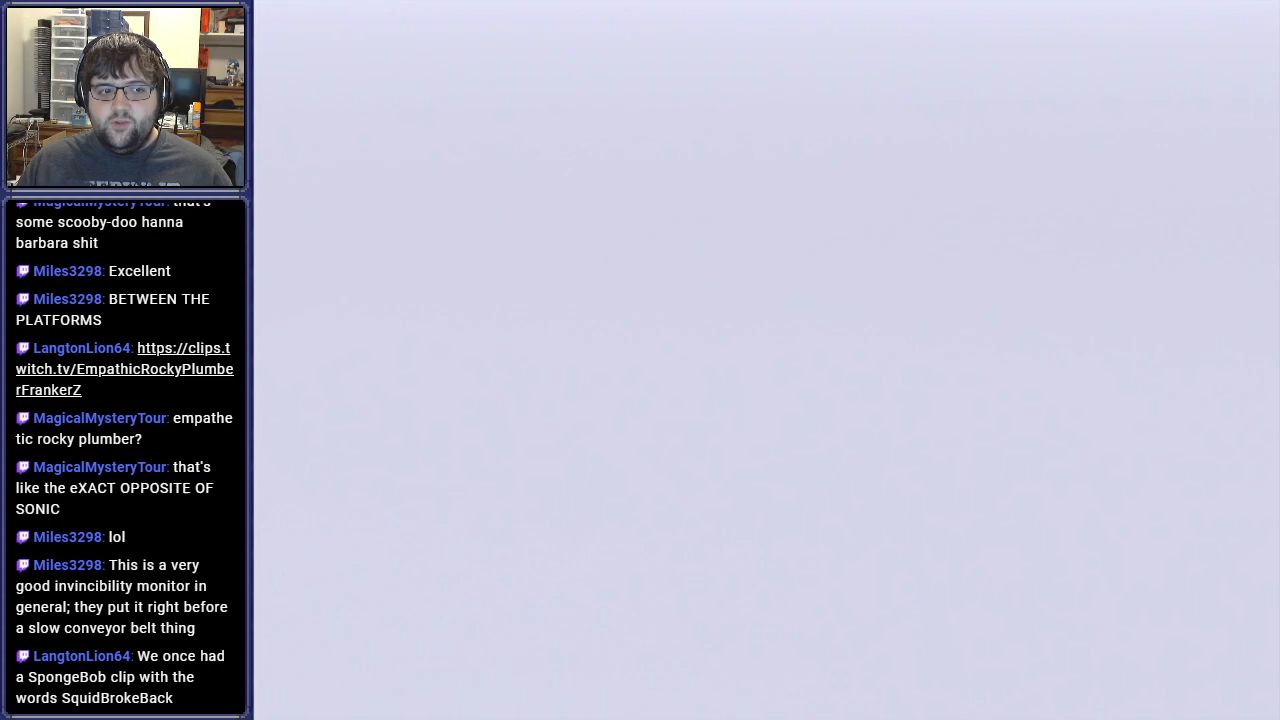 MagicalMysteryTour: that's
some scooby-doo hanna
barbara shit
Miles3298: Excellent
Miles3298: BETWEEN THE
PLATFORMS
LangtonLion64: https://clips.t
witch.tv/EmpathicRockyPlumbe
rFrankerZ
MagicalMysteryTour: empathe
tic rocky plumber?
MagicalMysteryTour: that's
like the eXACT OPPOSITE OF
SONIC
Miles3298: lol
Miles3298: This is a very
good invincibility monitor in
general; they put it right before
a slow conveyor belt thing
LangtonLion64: We once had
a SpongeBob clip with the
words SquidBrokeBack